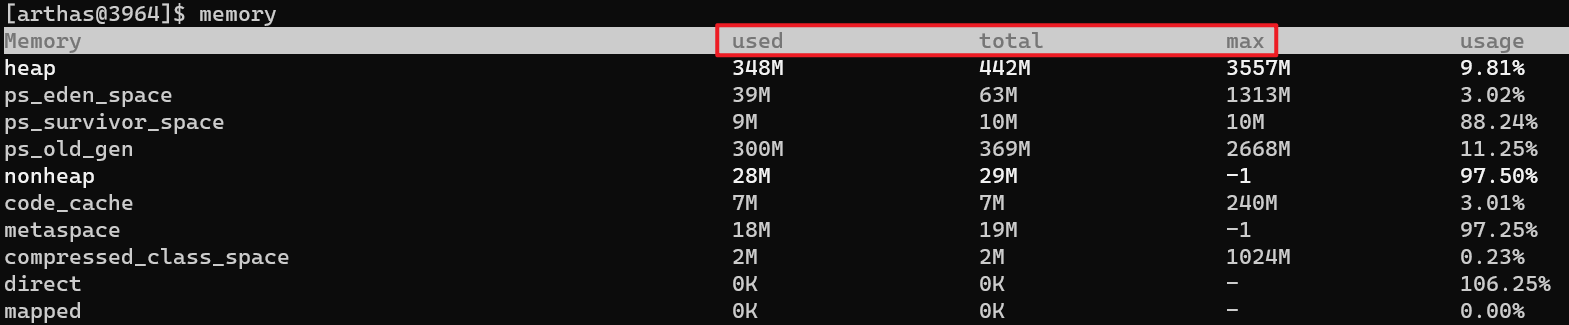 [arthas@3964]$ memory
Memory used total max usage
heap 348M 442M 3557M 9.81%
ps_eden_space 39M 63M 1313M 3.02%
ps_survivor_space 9M 10M 10M 88.24%
ps_old_gen 300M 369M 2668M 11.25%
nonheap 28M 29M -1 97.50%
code_cache 7M 7M 240M 3.01%
metaspace 18M 19M -1 97.25%
compressed_class_space 2M 2M 1024M 0.23%
direct 0K 0K - 106.25%
mapped 0K 0K - 0.00%